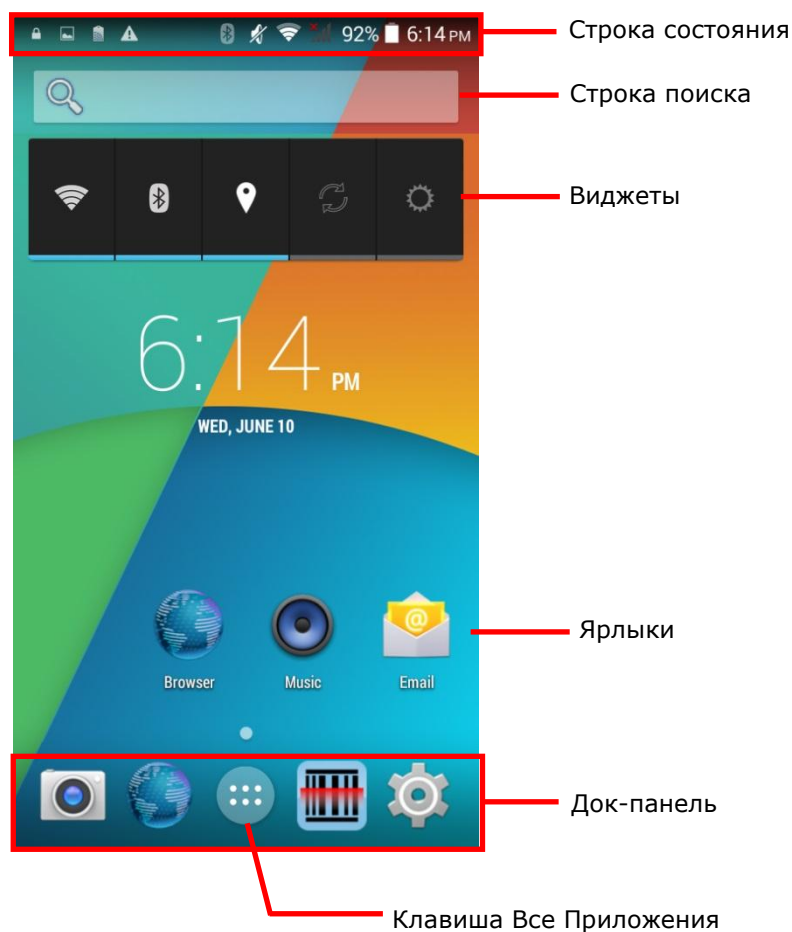 92% 6:14 PM
Строка состояния
Строка поиска
Виджеты
6:14 PM
WED, JUNE 10
Browser
Music
Email
Ярлыки
@
Док-панель
Клавиша Все Приложения